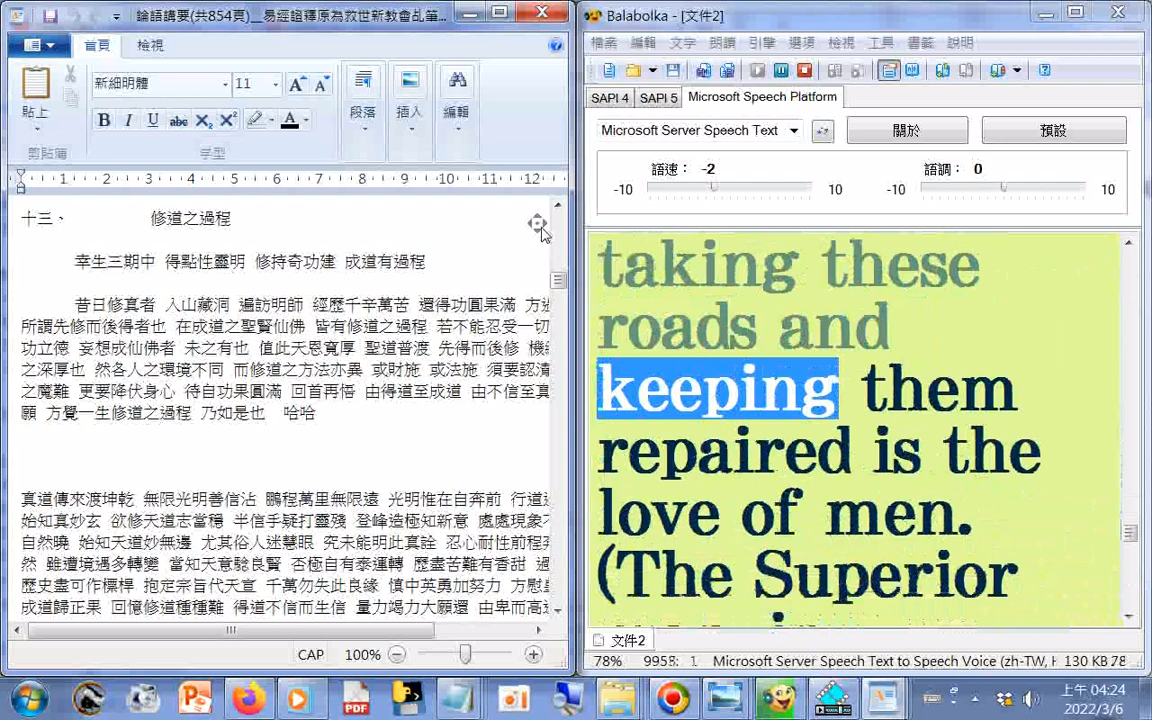 論語講要(共854頁)__易經證釋原為救世新教會乩筆...
首頁
檢視
貼上
剪貼簿
新細明體
11
B I U abc X₂ X²
字型
段落
插入
編輯
1 2 3 4 5 6 7 8 9 10 11 12
十三、 修道之過程
幸生三期中 得點性靈明 修持奇功建 成道有過程
昔日修真者 入山藏洞 遍訪明師 經歷千辛萬苦 還得功圓果滿 方
所謂先修而後得者也 在成道之聖賢仙佛 皆有修道之過程 若不能忍受一切
功立德 妄想成仙佛者 未之有也 值此天恩寬厚 聖道普渡 先得而後修
之深厚也 然各人之環境不同 而修道之方法亦異 或財施 或法施 須要認清
之魔難 更要降伏身心 待自功果圓滿 回首再悟 由得道至成道 由不信至真
願 方覺一生修道之過程 乃如是也 哈哈
真道傳來渡坤乾 無限光明善信沾 鵬程萬里無限遠 光明惟在自奔前 行道
始知真妙玄 欲修天道志當穩 半信半疑打靈殘 登峰造極知新意 處處現象
自然曉 始知天道妙無邊 尤其俗人迷慧眼 究未能明此真詮 忍心耐性前程
然 雖遭境遇多轉變 當知天意驗良賢 否極自有泰運轉 歷盡苦難有香甜
歷史盡可作標桿 抱定宗旨代天宣 千萬勿失此良緣 慎中英勇加努力 方慰
成道歸正果 回憶修道種種難 得道不信而生信 量力竭力大願還 由卑而高
CAP 100%
Balabolka - [文件2]
檔案 編輯 文字 朗讀 引擎 選項 檢視 工具 書籤 說明
SAPI 4 SAPI 5 Microsoft Speech Platform
Microsoft Server Speech Text 關於 預設
語速： -2 語調： 0
-10 10 -10 10
taking these
roads and
keeping them
repaired is the
love of men.
(The Superior
文件2
78% 9958: 1 Microsoft Server Speech Text to Speech Voice (zh-TW, H 130 KB 78
上午 04:24
2022/3/6